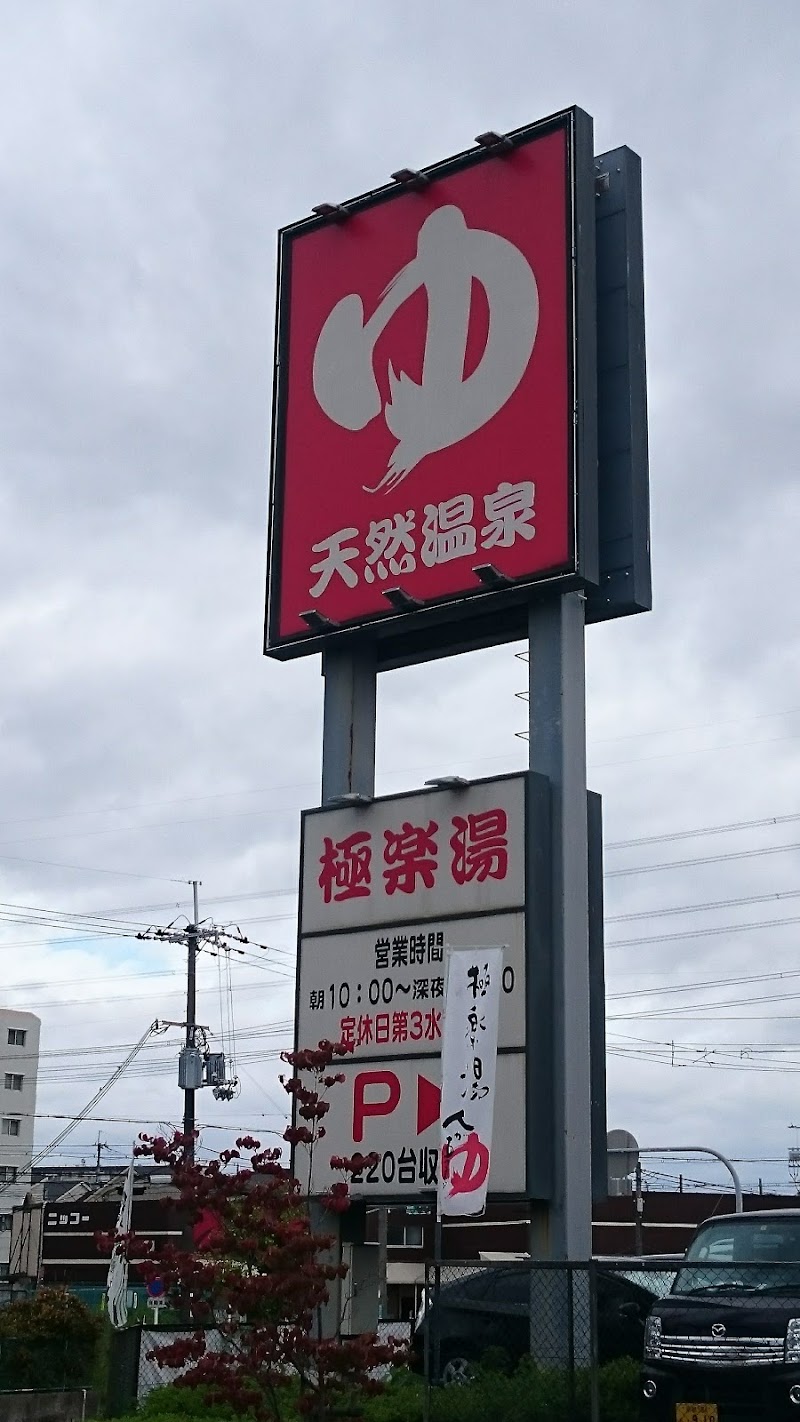 ゆ
天然温泉
極楽湯
営業時間
朝10：00〜深夜
定休日第3水
P
220台収
極楽湯
ゆ
ニッコー